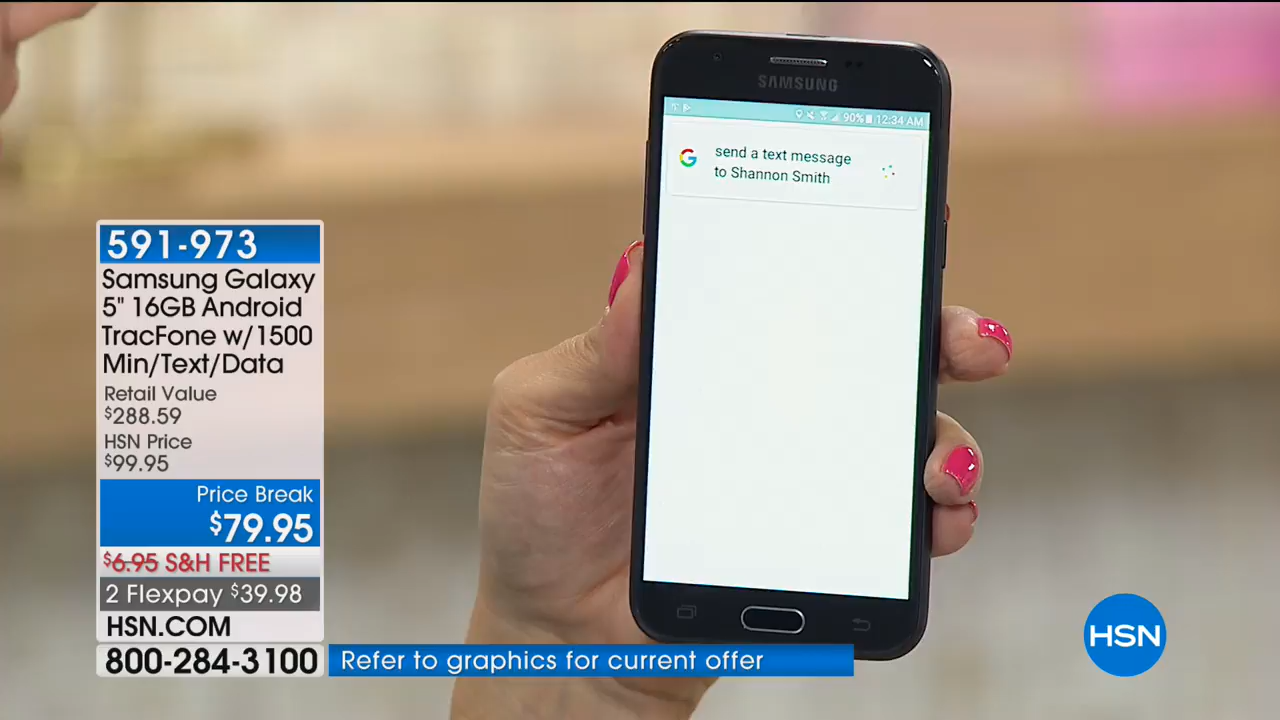 SAMSUNG
90% 12:34 AM
G send a text message
to Shannon Smith
591-973
Samsung Galaxy
5" 16GB Android
TracFone w/1500
Min/Text/Data
Retail Value
$288.59
HSN Price
$99.95
Price Break
$79.95
$6.95 S&H FREE
2 Flexpay $39.98
HSN.COM
800-284-3100
Refer to graphics for current offer
HSN